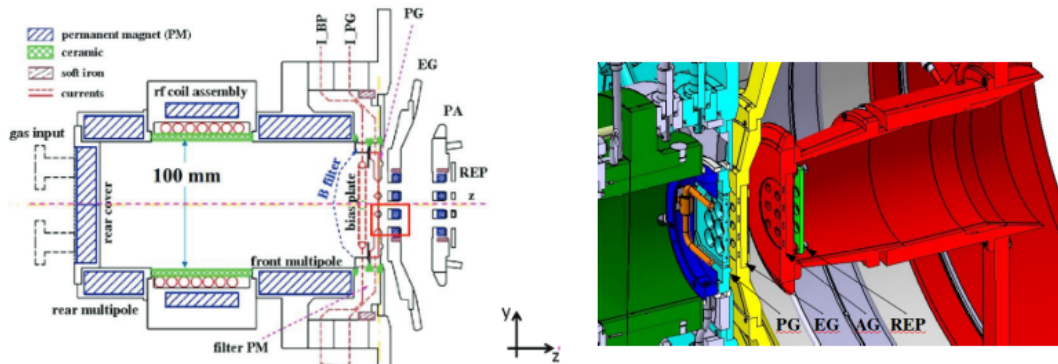 permanent magnet (PM)
ceramic
soft iron
currents
I_BP
I_PG
PG
EG
PA
REP
rf coil assembly
gas input
100 mm
rear cover
B filter
bias plate
z
front multipole
rear multipole
filter PM
y
z
PG EG AG REP